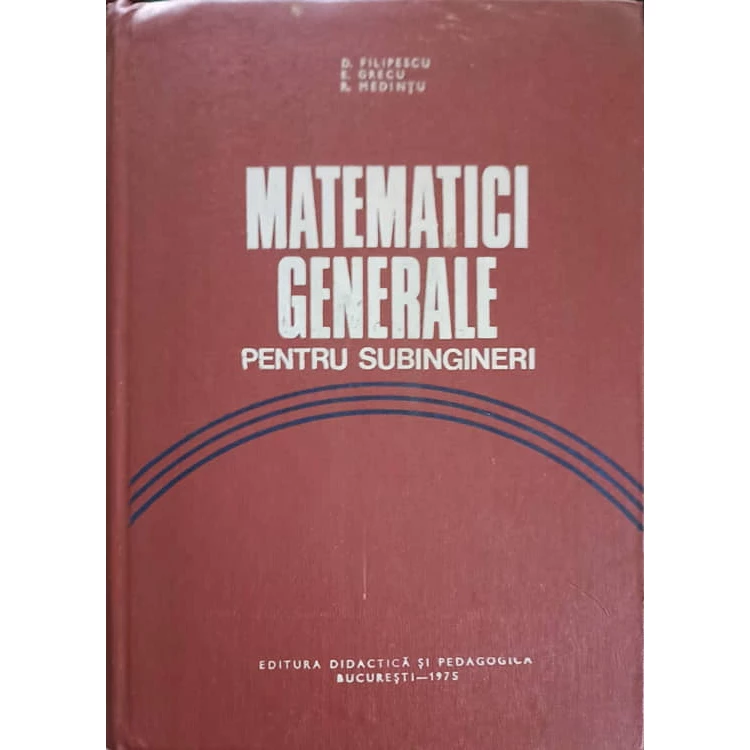 D. FILIPESCU
E. GRECU
R. MEDINȚU
MATEMATICI
GENERALE
PENTRU SUBINGINERI
EDITURA DIDACTICĂ ȘI PEDAGOGICĂ
BUCUREȘTI—1975